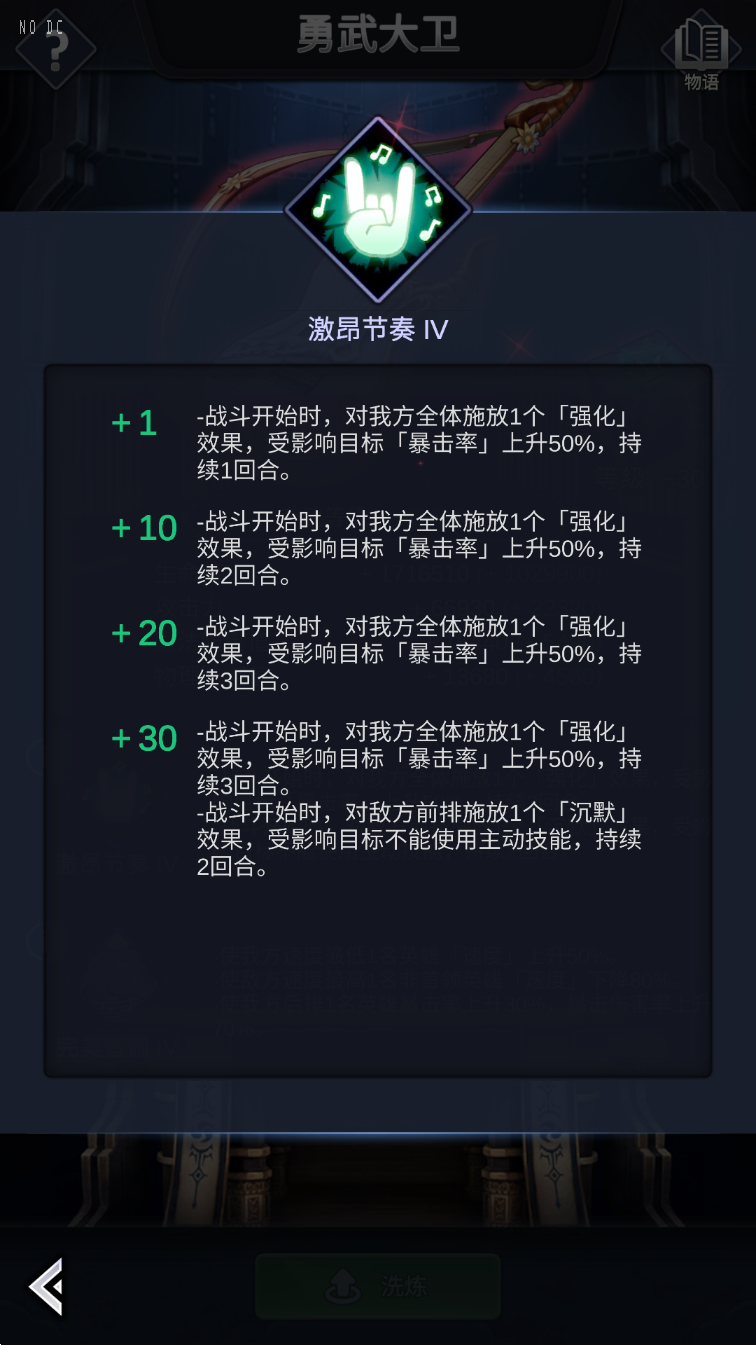 NO DC
勇武大卫
物语
激昂节奏 IV
+1
-战斗开始时，对我方全体施放1个「强化」
效果，受影响目标「暴击率」上升50%，持
续1回合。
+10
-战斗开始时，对我方全体施放1个「强化」
效果，受影响目标「暴击率」上升50%，持
续2回合。
+20
-战斗开始时，对我方全体施放1个「强化」
效果，受影响目标「暴击率」上升50%，持
续3回合。
+30
-战斗开始时，对我方全体施放1个「强化」
效果，受影响目标「暴击率」上升50%，持
续3回合。
-战斗开始时，对敌方前排施放1个「沉默」
效果，受影响目标不能使用主动技能，持续
2回合。
洗炼